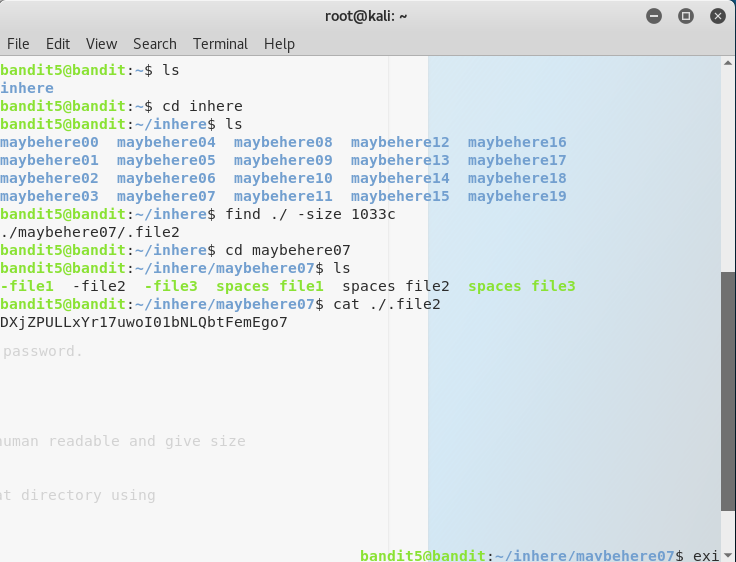 root@kali: ~
File Edit View Search Terminal Help
bandit5@bandit:~$ ls
inhere
bandit5@bandit:~$ cd inhere
bandit5@bandit:~/inhere$ ls
maybehere00 maybehere04 maybehere08 maybehere12 maybehere16
maybehere01 maybehere05 maybehere09 maybehere13 maybehere17
maybehere02 maybehere06 maybehere10 maybehere14 maybehere18
maybehere03 maybehere07 maybehere11 maybehere15 maybehere19
bandit5@bandit:~/inhere$ find ./ -size 1033c
./maybehere07/.file2
bandit5@bandit:~/inhere$ cd maybehere07
bandit5@bandit:~/inhere/maybehere07$ ls
-file1 -file2 -file3 spaces file1 spaces file2 spaces file3
bandit5@bandit:~/inhere/maybehere07$ cat ./.file2
DXjZPULLxYr17uwoI01bNLQbtFemEgo7
password.
human readable and give size
at directory using
bandit5@bandit:~/inhere/maybehere07$ exi